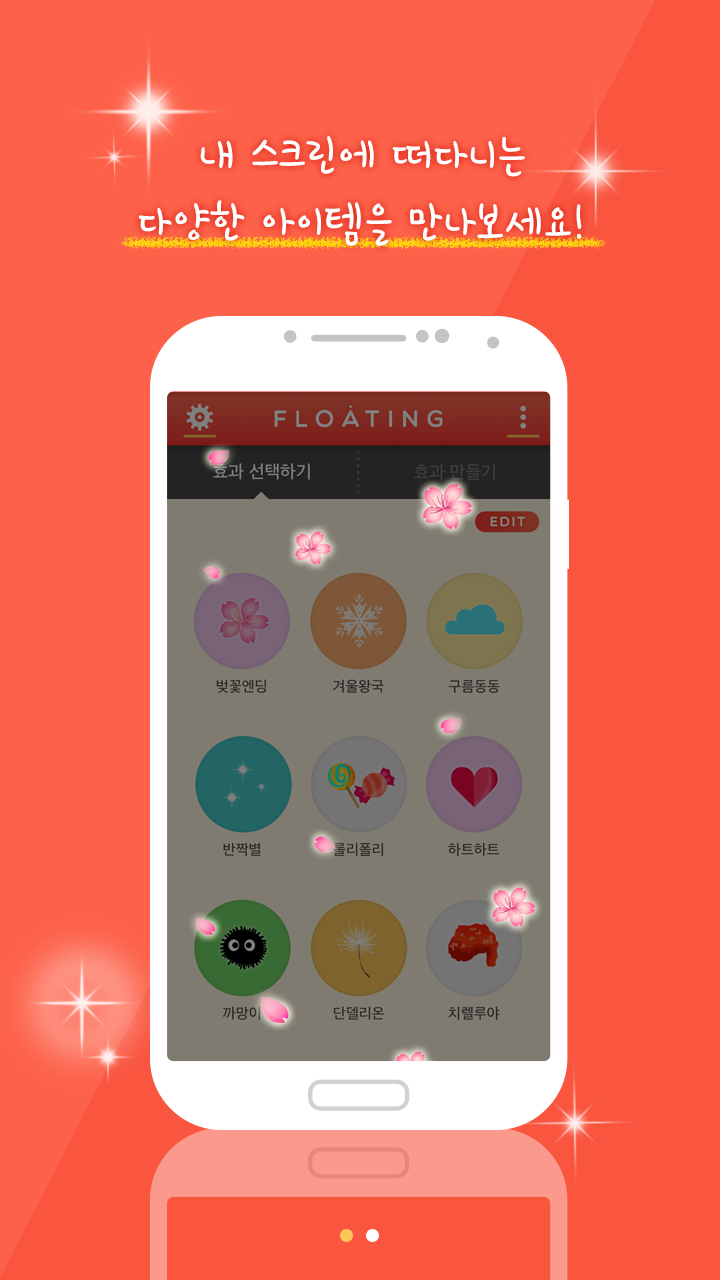 내 스크린에 떠다니는
다양한 아이템을 만나보세요!
FLOATING
효과 선택하기
효과 만들기
EDIT
벚꽃엔딩
겨울왕국
구름동동
반짝별
롤리폴리
하트하트
까망이
단델리온
치렐루야